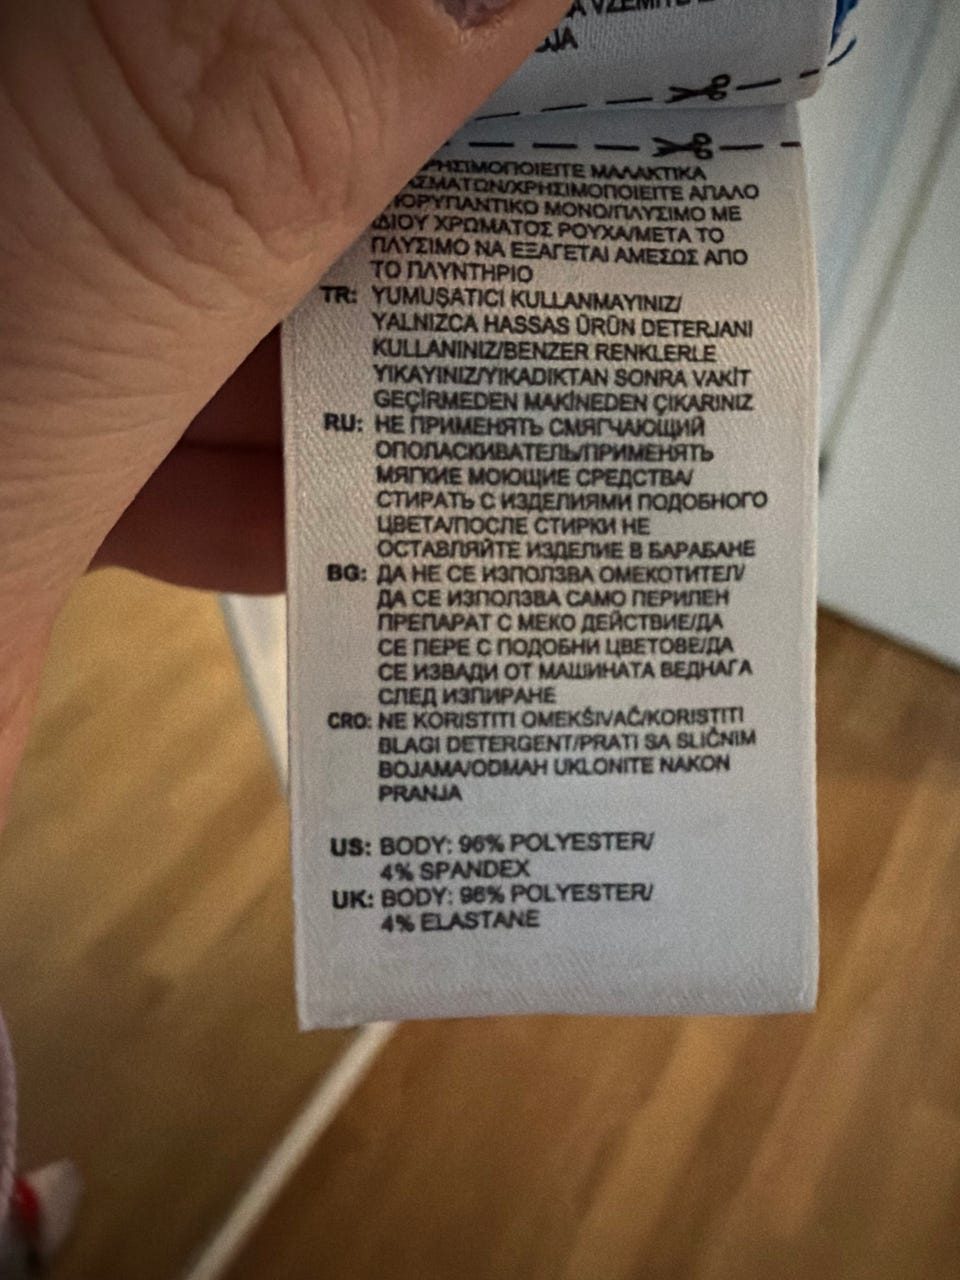 VZEMITE
JA
ΜΑΛΑΚΤΙΚΑ
ΑΠΑΛΟ
ΜΟΝΟ/ΠΛΥΣΙΜΟ ΜΕ
ΧΡΩΜΑΤΟΣ ΡΟΥΧΑ/ΜΕΤΑ ΤΟ
ΠΛΥΣΙΜΟ ΝΑ ΕΞΑΓΕΤΑΙ ΑΜΕΣΩΣ ΑΠΟ
ΤΟ ΠΛΥΝΤΗΡΙΟ
TR: YUMUŞATICI KULLANMAYINIZ/
YALNIZCA HASSAS ÜRÜN DETERJANI
KULLANINIZ/BENZER RENKLERLE
YIKAYINIZ/YIKADIKTAN SONRA VAKİT
GEÇİRMEDEN MAKİNEDEN ÇIKARINIZ
RU: НЕ ПРИМЕНЯТЬ СМЯГЧАЮЩИЙ
ОПОЛАСКИВАТЕЛЬ/ПРИМЕНЯТЬ
МЯГКИЕ МОЮЩИЕ СРЕДСТВА/
СТИРАТЬ С ИЗДЕЛИЯМИ ПОДОБНОГО
ЦВЕТА/ПОСЛЕ СТИРКИ НЕ
ОСТАВЛЯЙТЕ ИЗДЕЛИЕ В БАРАБАНЕ
BG: ДА НЕ СЕ ИЗПОЛЗВА ОМЕКОТИТЕЛ/
ДА СЕ ИЗПОЛЗВА САМО ПЕРИЛЕН
ПРЕПАРАТ С МЕКО ДЕЙСТВИЕ/ДА
СЕ ПЕРЕ С ПОДОБНИ ЦВЕТОВЕ/ДА
СЕ ИЗВАДИ ОТ МАШИНАТА ВЕДНАГА
СЛЕД ИЗПИРАНЕ
CRO: NE KORISTITI OMEKŠIVAČ/KORISTITI
BLAGI DETERGENT/PRATI SA SLIČNIM
BOJAMA/ODMAH UKLONITE NAKON
PRANJA
US: BODY: 96% POLYESTER/
4% SPANDEX
UK: BODY: 96% POLYESTER/
4% ELASTANE